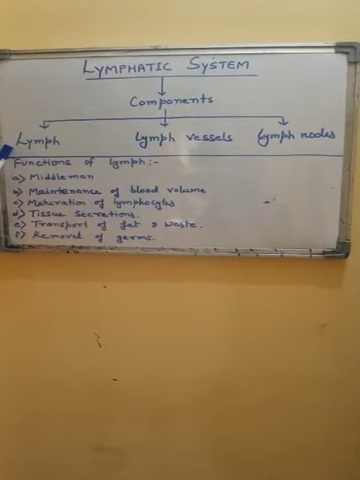 LYMPHATIC SYSTEM
Components
Lymph Lymph vessels Lymph nodes
Functions of lymph:-
a) Middleman
b) Maintenance of blood volume
c) Maturation of lymphocytes
d) Tissue Secretions.
e) Transport of fat & waste.
f) Removal of germs.